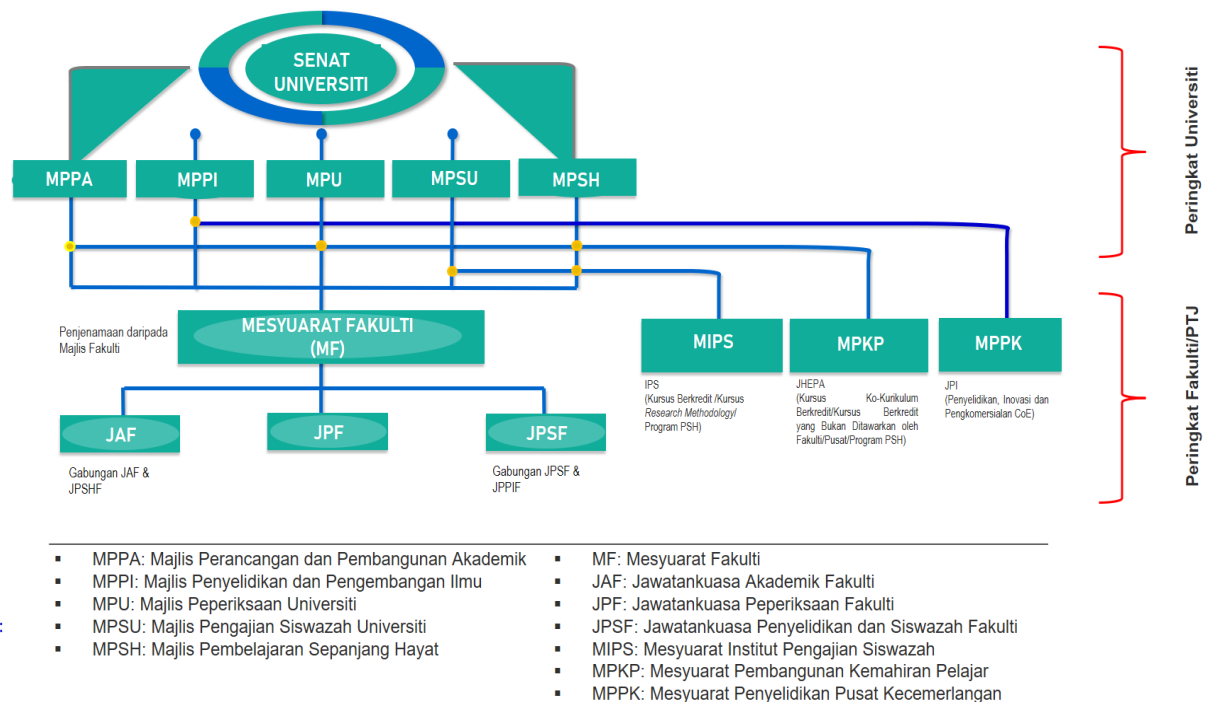 SENAT
UNIVERSITI
MPPA
MPPI
MPU
MPSU
MPSH
Peringkat Universiti
Penjenamaan daripada
Majlis Fakulti
MESYUARAT FAKULTI
(MF)
MIPS
MPKP
MPPK
IPS
(Kursus Berkredit /Kursus
Research Methodology/
Program PSH)
JHEPA
(Kursus Ko-Kurikulum
Berkredit/Kursus Berkredit
yang Bukan Ditawarkan oleh
Fakulti/Pusat/Program PSH)
JPI
(Penyelidikan, Inovasi dan
Pengkomersialan CoE)
JAF
JPF
JPSF
Gabungan JAF &
JPSHF
Gabungan JPSF &
JPPIF
Peringkat Fakulti/PTJ
:
▪ MPPA: Majlis Perancangan dan Pembangunan Akademik
▪ MPPI: Majlis Penyelidikan dan Pengembangan Ilmu
▪ MPU: Majlis Peperiksaan Universiti
▪ MPSU: Majlis Pengajian Siswazah Universiti
▪ MPSH: Majlis Pembelajaran Sepanjang Hayat
▪ MF: Mesyuarat Fakulti
▪ JAF: Jawatankuasa Akademik Fakulti
▪ JPF: Jawatankuasa Peperiksaan Fakulti
▪ JPSF: Jawatankuasa Penyelidikan dan Siswazah Fakulti
▪ MIPS: Mesyuarat Institut Pengajian Siswazah
▪ MPKP: Mesyuarat Pembangunan Kemahiran Pelajar
▪ MPPK: Mesyuarat Penyelidikan Pusat Kecemerlangan